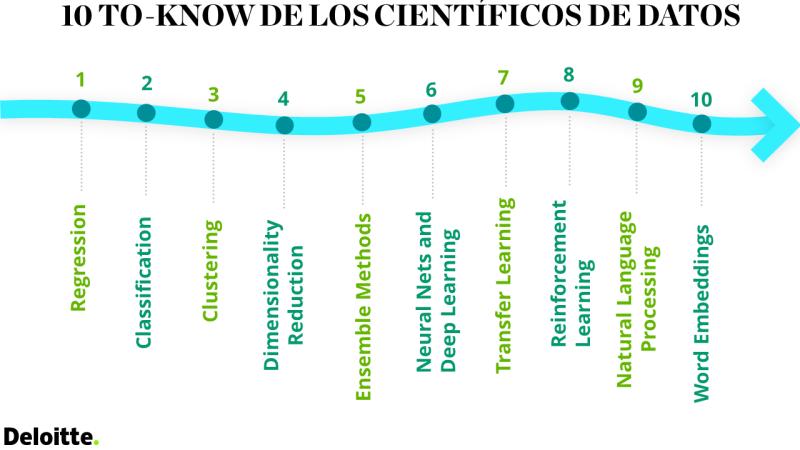 10 TO-KNOW DE LOS CIENTÍFICOS DE DATOS
1
2
3
4
5
6
7
8
9
10
Regression
Classification
Clustering
Dimensionality
Reduction
Ensemble Methods
Neural Nets and
Deep Learning
Transfer Learning
Reinforcement
Learning
Natural Language
Processing
Word Embeddings
Deloitte.